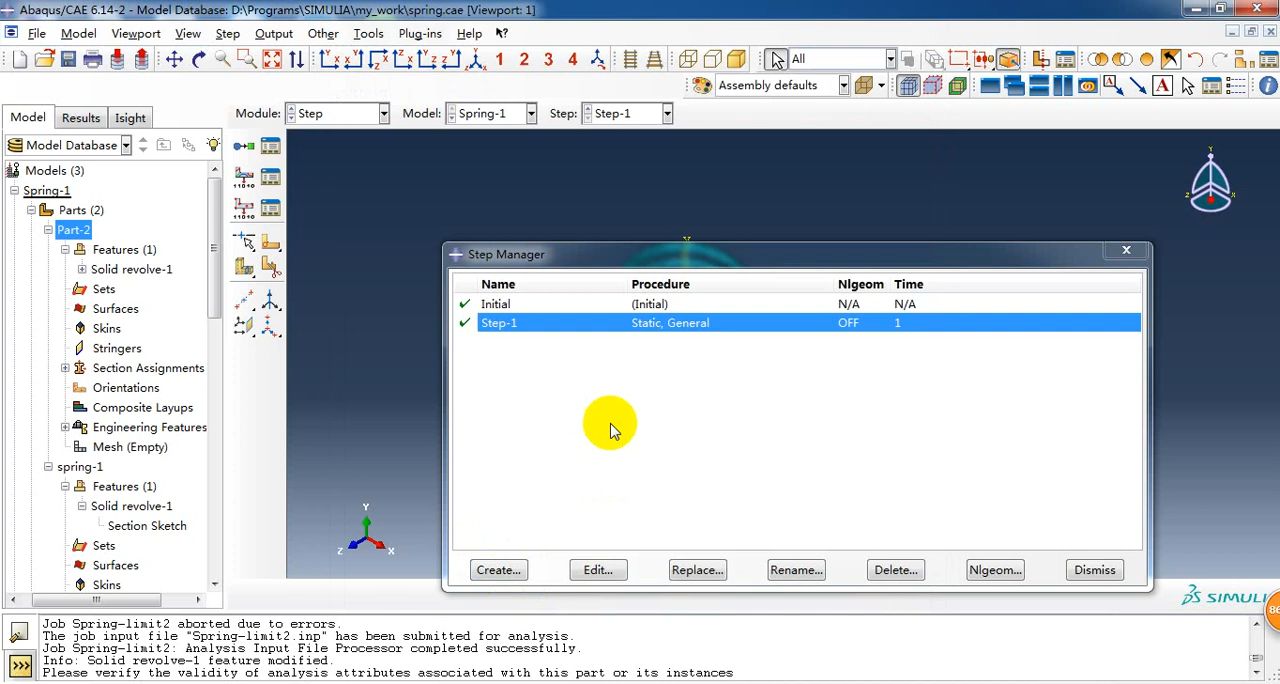 Abaqus/CAE 6.14-2 - Model Database: D:\Programs\SIMULIA\my_work\spring.cae [Viewport: 1]
File Model Viewport View Step Output Other Tools Plug-ins Help
1 2 3 4 All
Assembly defaults
Model Results Isight Module: Step Model: Spring-1 Step: Step-1
Model Database
Models (3)
Spring-1
Parts (2)
Part-2
Features (1)
Solid revolve-1
Sets
Surfaces
Skins
Stringers
Section Assignments
Orientations
Composite Layups
Engineering Features
Mesh (Empty)
spring-1
Features (1)
Solid revolve-1
Section Sketch
Sets
Surfaces
Skins
Y
Z X
Y
Step Manager
Name Procedure Nlgeom Time
Initial (Initial) N/A N/A
Step-1 Static, General OFF 1
Create... Edit... Replace... Rename... Delete... Nlgeom... Dismiss
Y
Z X
SIMULI
86
Job Spring-limit2 aborted due to errors.
The job input file "Spring-limit2.inp" has been submitted for analysis.
Job Spring-limit2: Analysis Input File Processor completed successfully.
Info: Solid revolve-1 feature modified.
Please verify the validity of analysis attributes associated with this part or its instances